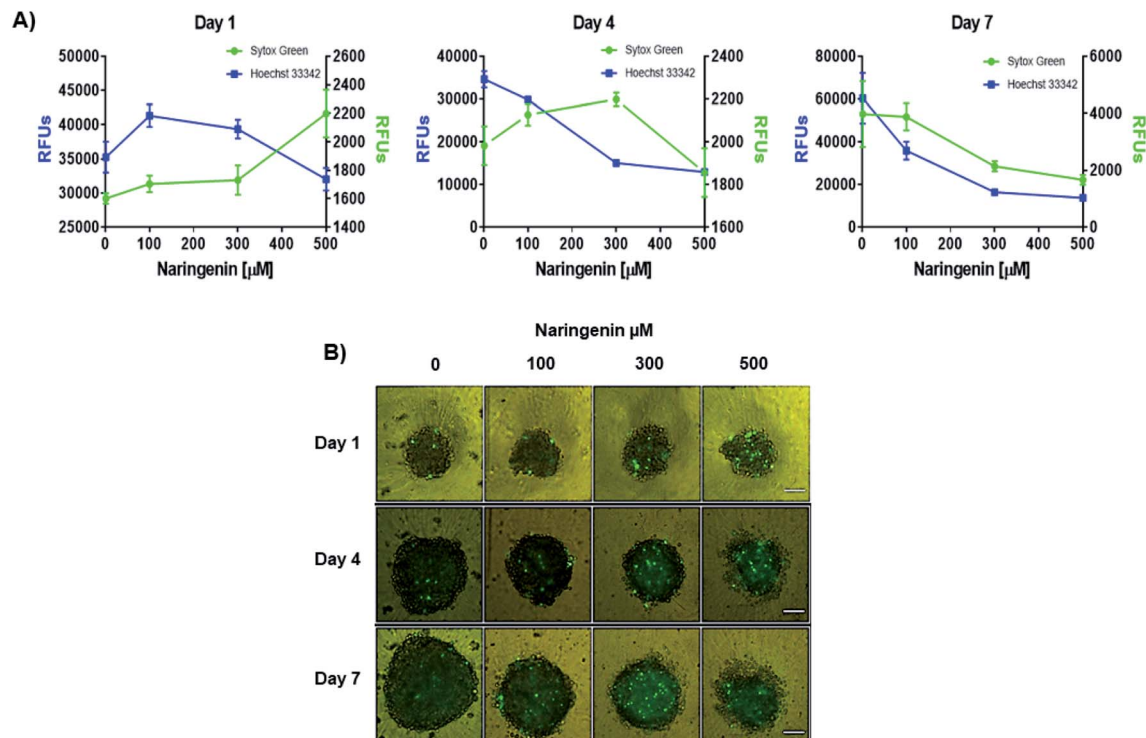 A)
Day 1
Sytox Green
Hoechst 33342
50000
45000
40000
35000
30000
25000
RFUs
2600
2400
2200
2000
1800
1600
1400
RFUs
0 100 200 300 400 500
Naringenin [µM]
Day 4
Sytox Green
Hoechst 33342
40000
30000
20000
10000
0
RFUs
2400
2200
2000
1800
1600
RFUs
0 100 200 300 400 500
Naringenin [µM]
Day 7
Sytox Green
Hoechst 33342
80000
60000
40000
20000
0
RFUs
6000
4000
2000
0
RFUs
0 100 200 300 400 500
Naringenin [µM]
B)
Naringenin µM
0 100 300 500
Day 1
Day 4
Day 7